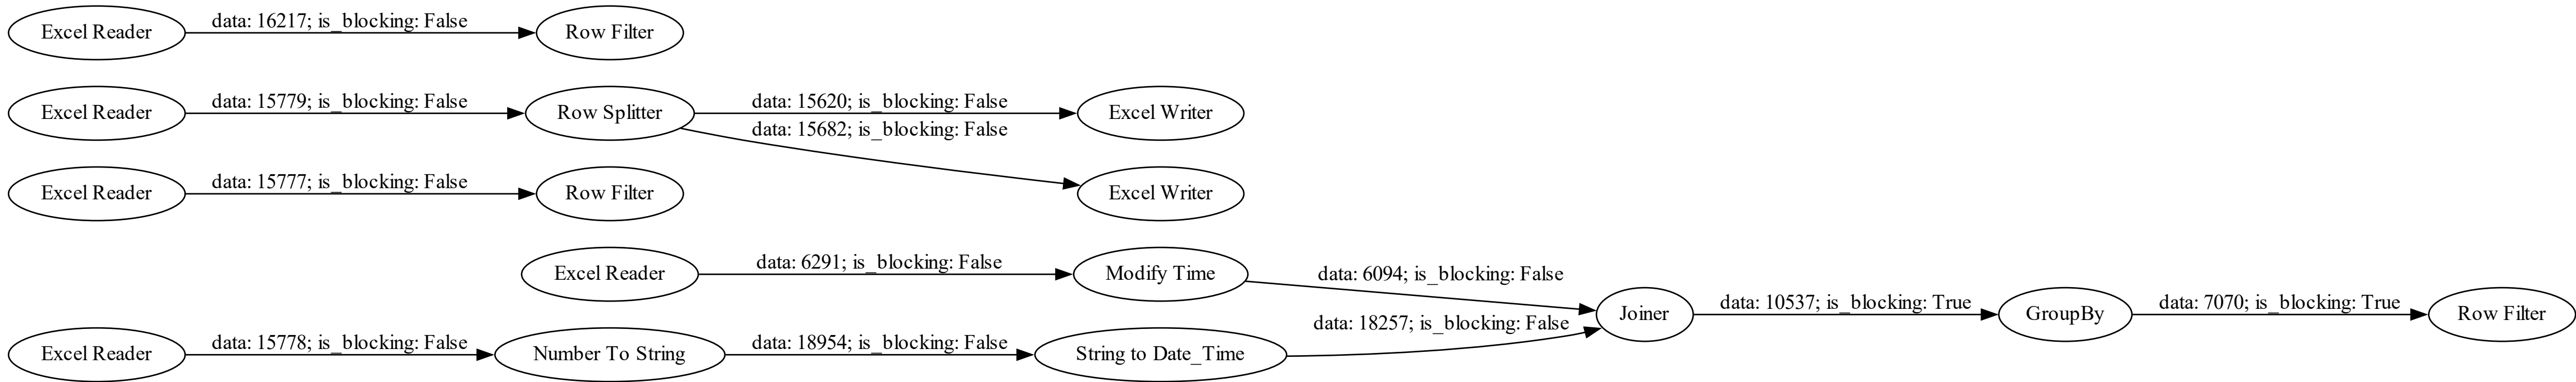 Excel Reader
data: 16217; is_blocking: False
Row Filter
Excel Reader
data: 15779; is_blocking: False
Row Splitter
data: 15620; is_blocking: False
Excel Writer
data: 15682; is_blocking: False
Excel Writer
Excel Reader
data: 15777; is_blocking: False
Row Filter
Excel Reader
data: 6291; is_blocking: False
Modify Time
data: 6094; is_blocking: False
Excel Reader
data: 15778; is_blocking: False
Number To String
data: 18954; is_blocking: False
String to Date_Time
data: 18257; is_blocking: False
Joiner
data: 10537; is_blocking: True
GroupBy
data: 7070; is_blocking: True
Row Filter